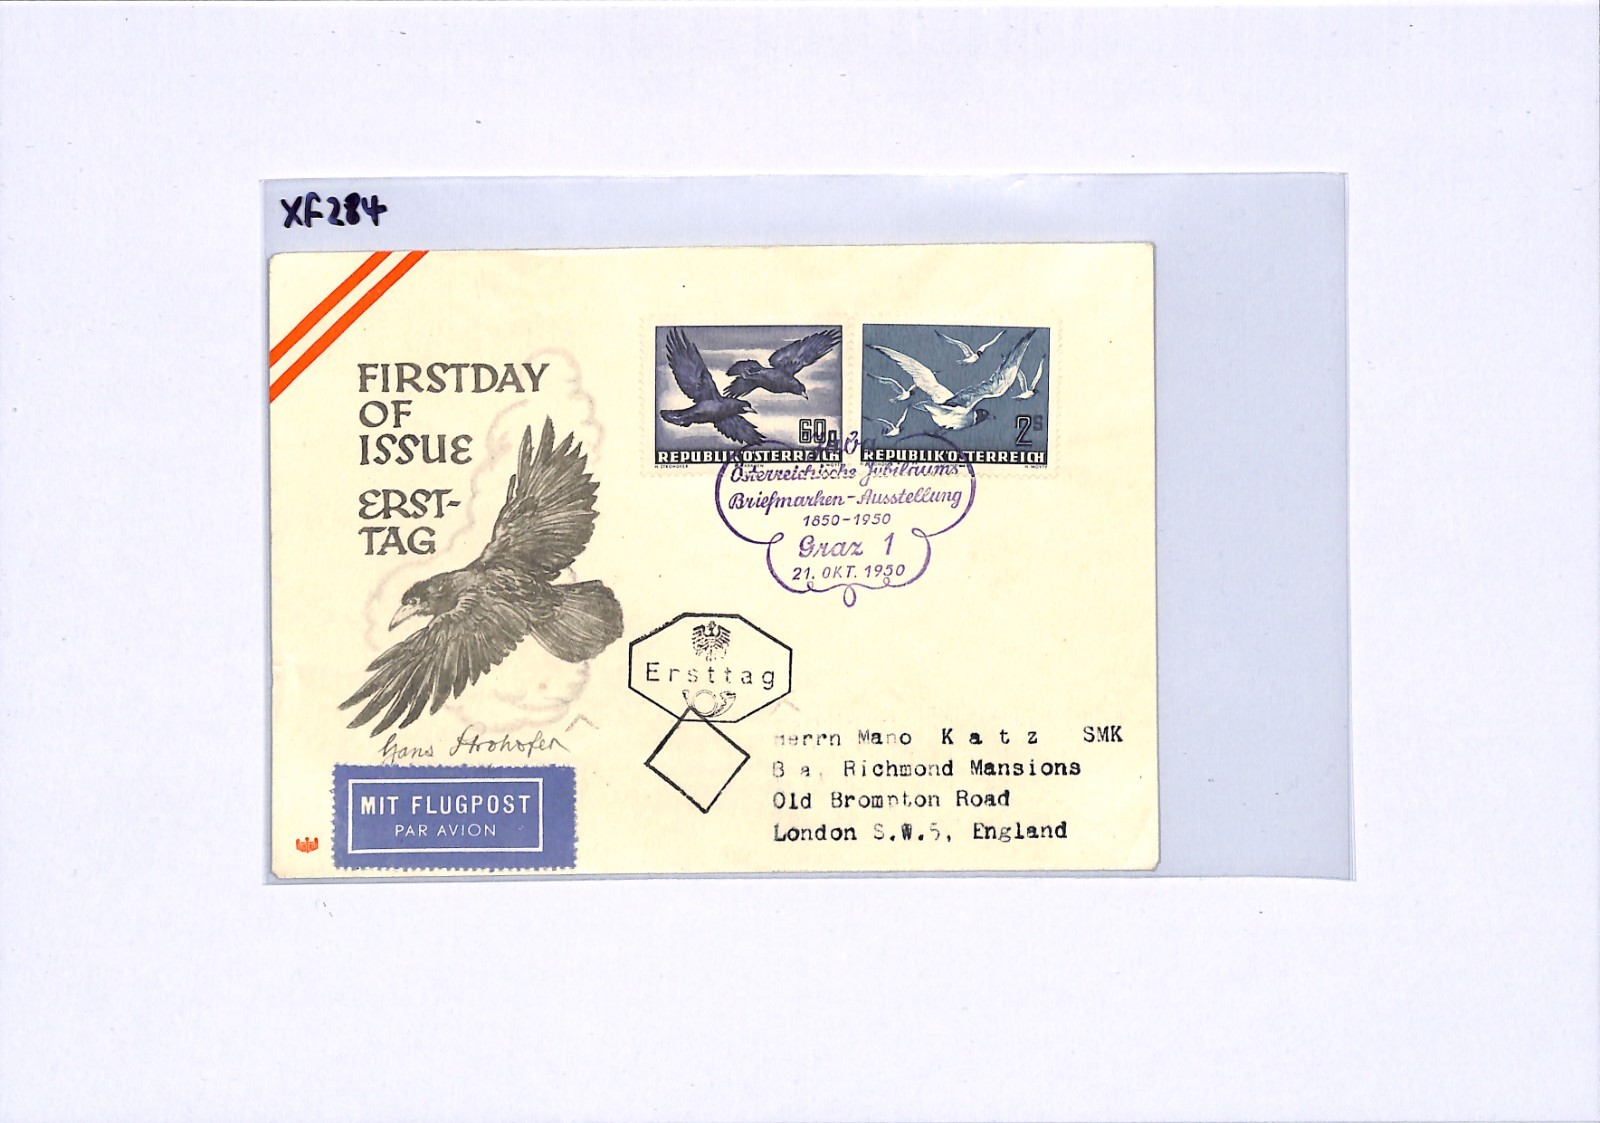 XF284
FIRSTDAY
OF
ISSUE
ERST-
TAG
60g
REPUBLIK ÖSTERREICH
2S
REPUBLIK ÖSTERREICH
Österreichische Jubiläums
Briefmarken-Ausstellung
1850-1950
Graz 1
21. OKT. 1950
Ersttag
Hans Strohofer
MIT FLUGPOST
PAR AVION
Herrn Mano Katz SMK
8 a, Richmond Mansions
Old Brompton Road
London S.W.5, England